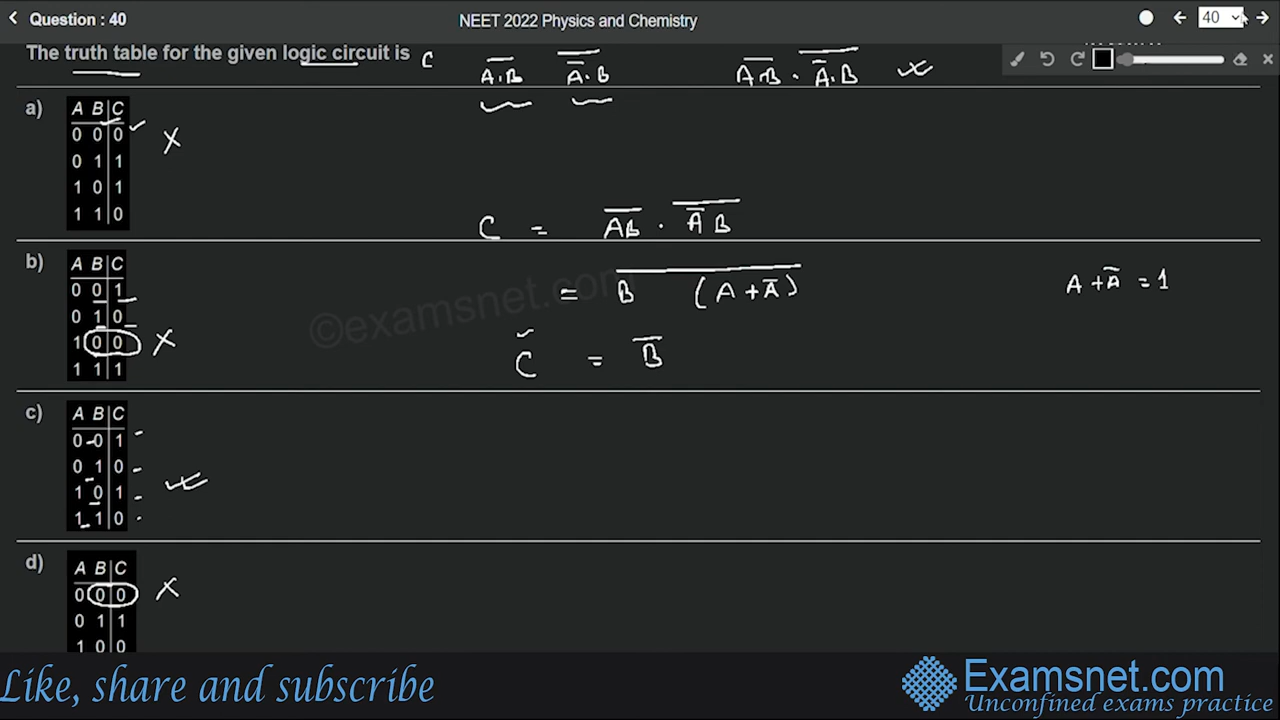 Question : 40
NEET 2022 Physics and Chemistry
40
The truth table for the given logic circuit is
C
A̅.̅B̅ A̅.B̅ A̅.̅B̅ . A̅.B̅
a)
A B C
0 0 0
0 1 1
1 0 1
1 1 0
X
C = A̅B̅ . A̅ B
b)
A B C
0 0 1
0 1 0
1 0 0
1 1 1
X
= B (A + A̅)
A + A̅ = 1
C = B̅
©examsnet.com
c)
A B C
0 0 1
0 1 0
1 0 1
1 1 0
d)
A B C
0 0 0
0 1 1
1 0 0
X
Like, share and subscribe
Examsnet.com
Unconfined exams practice